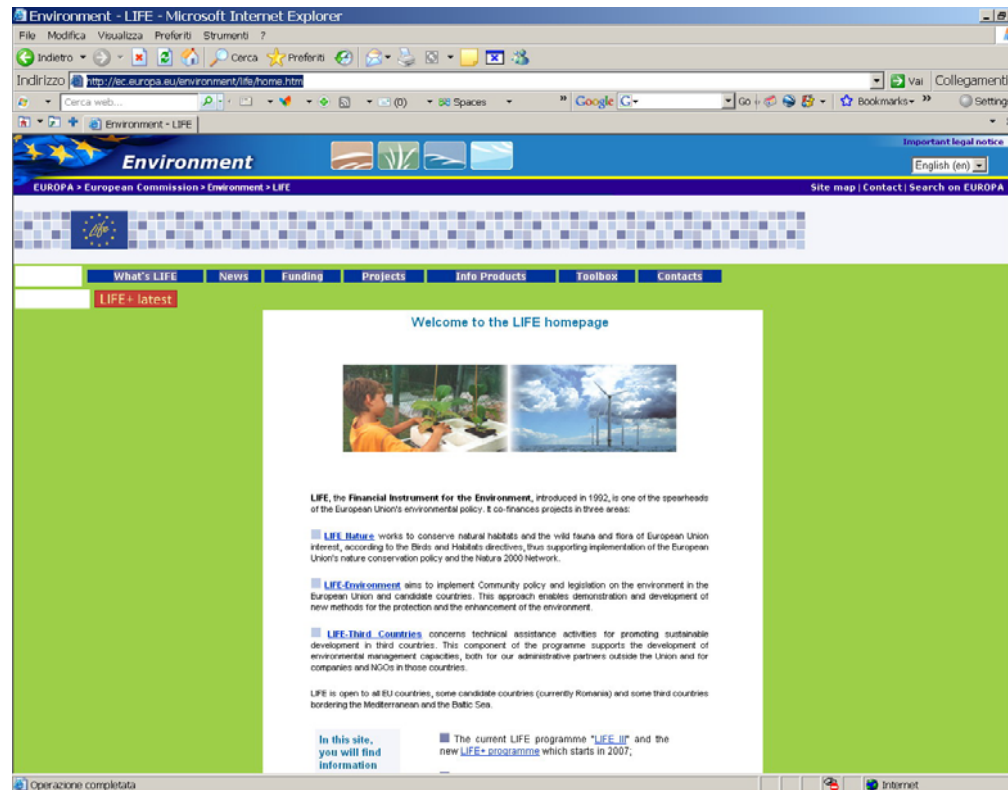 Environment - LIFE - Microsoft Internet Explorer
File Modifica Visualizza Preferiti Strumenti ?
Indietro Cerca Preferiti
Indirizzo http://ec.europa.eu/environment/life/home.htm Vai Collegamenti
Cerca web... (0) Spaces » Google G Go Bookmarks » Setting
Environment - LIFE
Important legal notice
Environment
English (en)
EUROPA > European Commission > Environment > LIFE Site map | Contact | Search on EUROPA
Life
What's LIFE News Funding Projects Info Products Toolbox Contacts
LIFE+ latest
Welcome to the LIFE homepage
LIFE, the Financial Instrument for the Environment, introduced in 1992, is one of the spearheads
of the European Union's environmental policy. It co-finances projects in three areas:
LIFE Nature works to conserve natural habitats and the wild fauna and flora of European Union
interest, according to the Birds and Habitats directives, thus supporting implementation of the European
Union's nature conservation policy and the Natura 2000 Network.
LIFE-Environment aims to implement Community policy and legislation on the environment in the
European Union and candidate countries. This approach enables demonstration and development of
new methods for the protection and the enhancement of the environment.
LIFE-Third Countries concerns technical assistance activities for promoting sustainable
development in third countries. This component of the programme supports the development of
environmental management capacities, both for our administrative partners outside the Union and for
companies and NGOs in those countries.
LIFE is open to all EU countries, some candidate countries (currently Romania) and some third countries
bordering the Mediterranean and the Baltic Sea.
In this site,
you will find
information
The current LIFE programme "LIFE III" and the
new LIFE+ programme which starts in 2007;
Operazione completata Internet